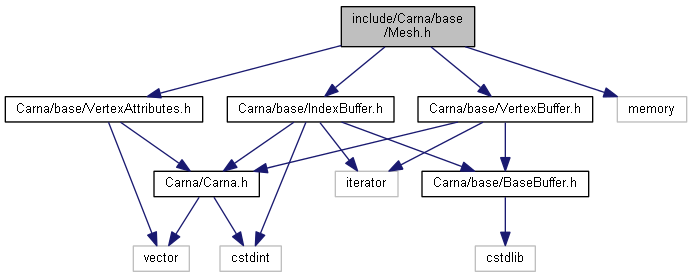 include/Carna/base
/Mesh.h
Carna/base/VertexAttributes.h
Carna/base/IndexBuffer.h
Carna/base/VertexBuffer.h
memory
Carna/Carna.h
iterator
Carna/base/BaseBuffer.h
vector
cstdint
cstdlib